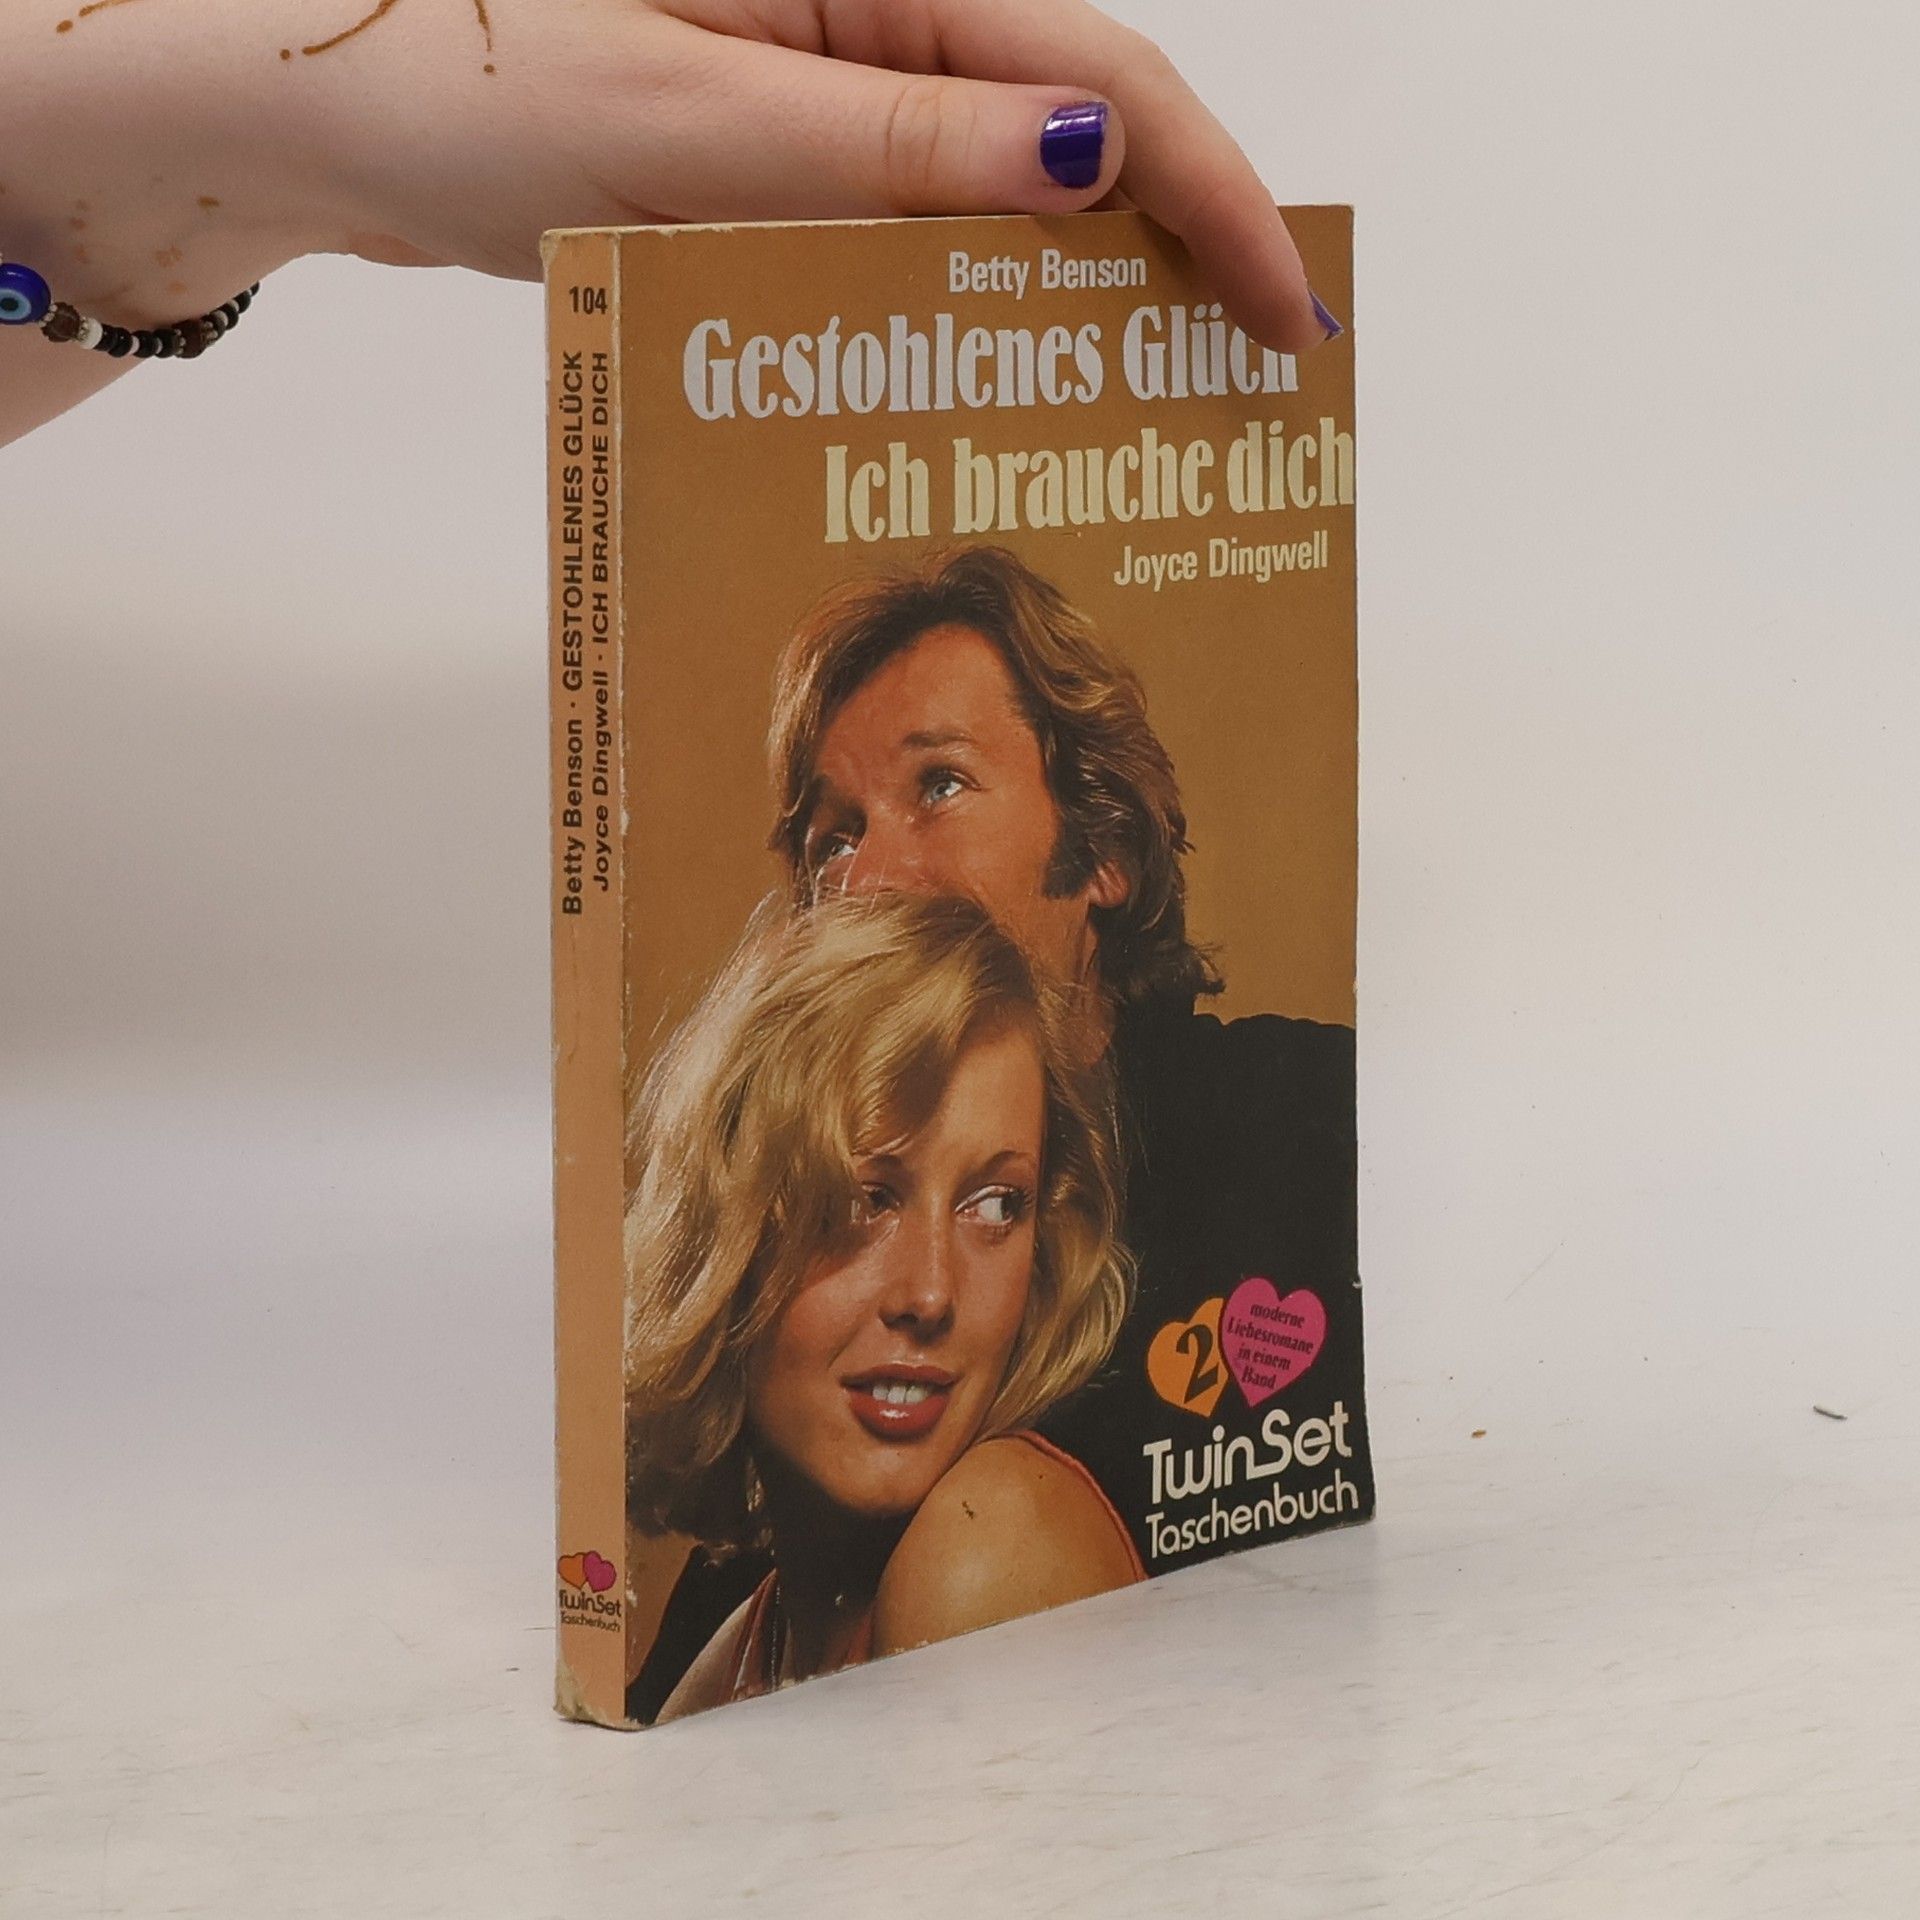 104
Betty Benson · GESTOHLENES GLÜCK
Joyce Dingwell · ICH BRAUCHE DICH
TwinSet
Taschenbuch
Betty Benson
Gestohlenes Glück
Ich brauche dich
Joyce Dingwell
2
moderne
Liebesromane
in einem
Band
TwinSet
Taschenbuch